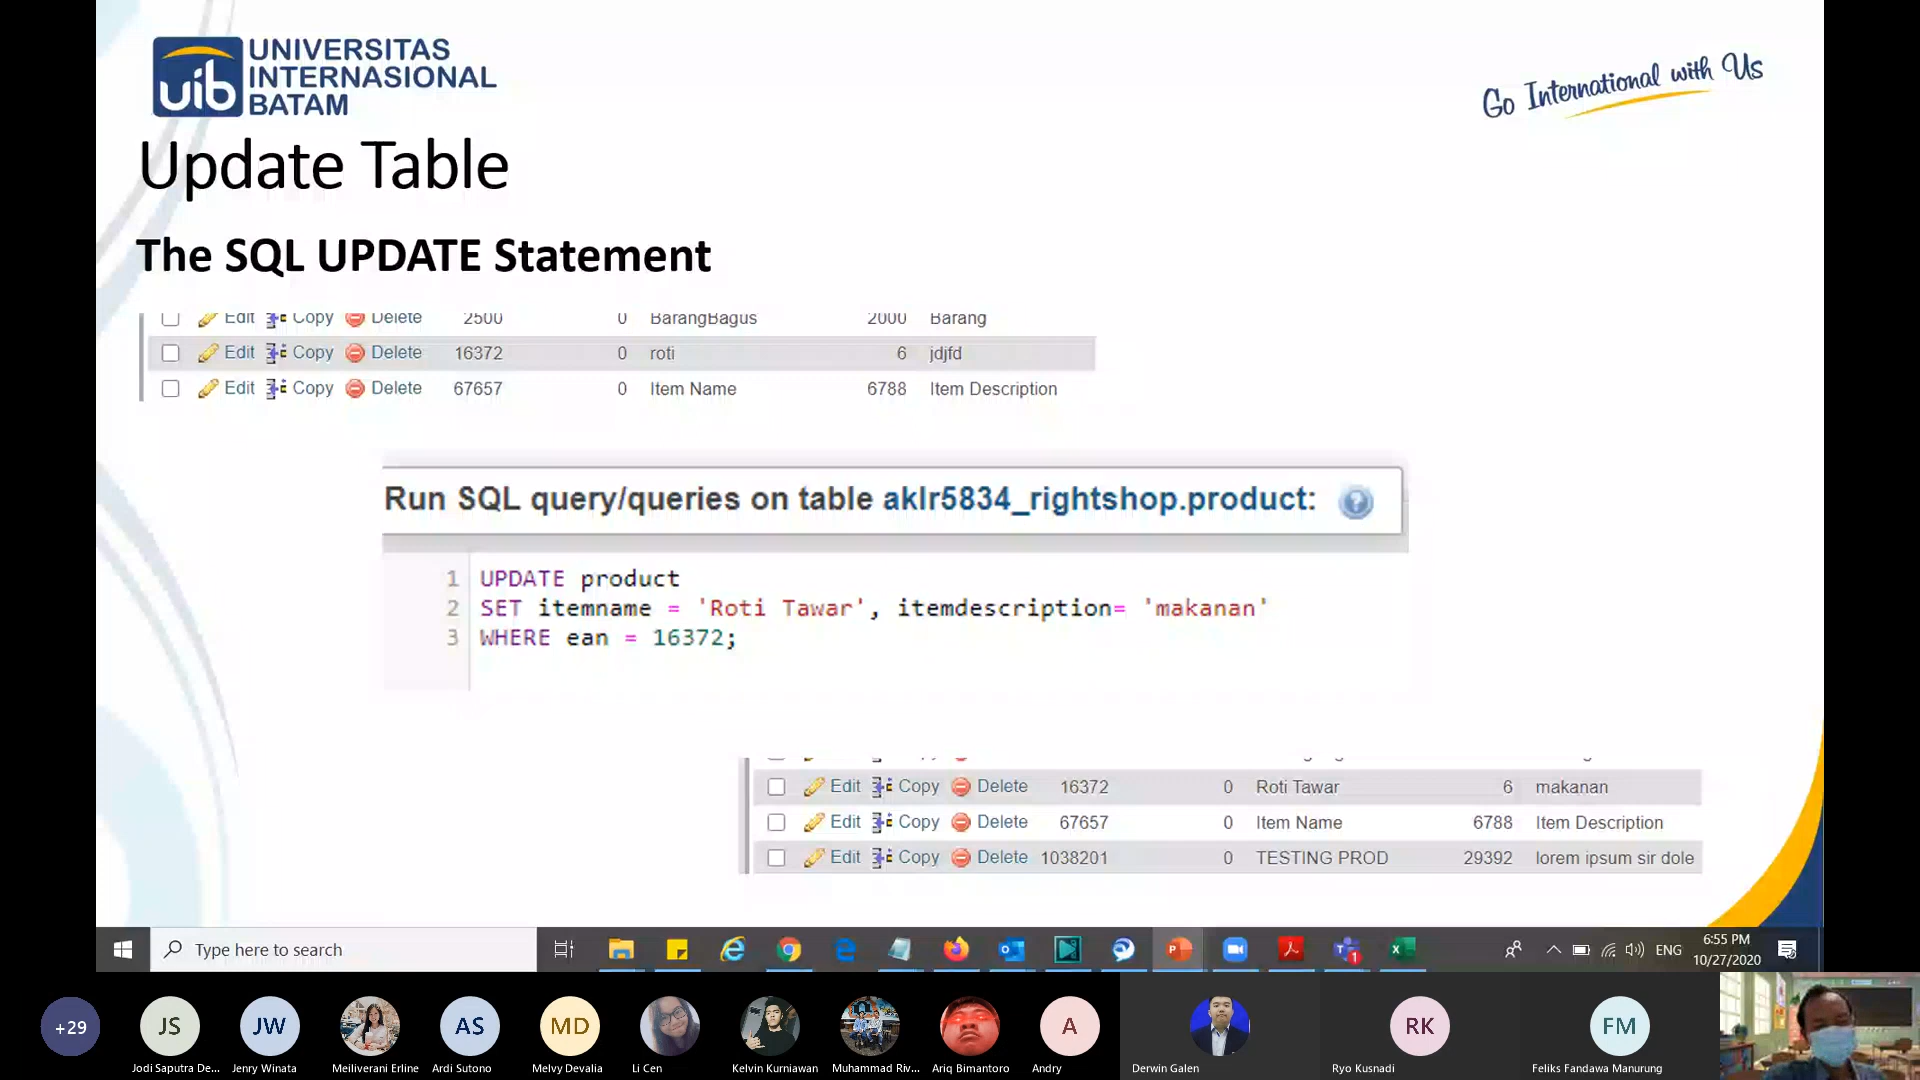 UNIVERSITAS
INTERNASIONAL
BATAM
uib
Go International with Us
Update Table
The SQL UPDATE Statement
Edit Copy Delete 2500 0 BarangBagus 2000 Barang
Edit Copy Delete 16372 0 roti 6 jdjfd
Edit Copy Delete 67657 0 Item Name 6788 Item Description
Run SQL query/queries on table aklr5834_rightshop.product:
1 UPDATE product
2 SET itemname = 'Roti Tawar', itemdescription= 'makanan'
3 WHERE ean = 16372;
Edit Copy Delete 16372 0 Roti Tawar 6 makanan
Edit Copy Delete 67657 0 Item Name 6788 Item Description
Edit Copy Delete 1038201 0 TESTING PROD 29392 lorem ipsum sir dole
Type here to search
ENG
6:55 PM
10/27/2020
+29 JS JW AS MD A RK FM
Jodi Saputra De... Jenry Winata Meiliverani Erline Ardi Sutono Melvy Devalia Li Cen Kelvin Kurniawan Muhammad Riv... Ariq Bimantoro Andry Derwin Galen Ryo Kusnadi Feliks Fandawa Manurung